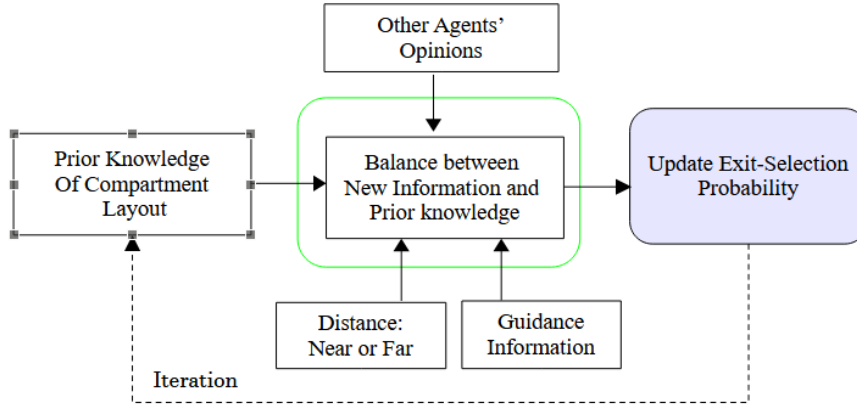 Other Agents’
Opinions
Prior Knowledge
Of Compartment
Layout
Balance between
New Information and
Prior knowledge
Update Exit-Selection
Probability
Distance:
Near or Far
Guidance
Information
Iteration